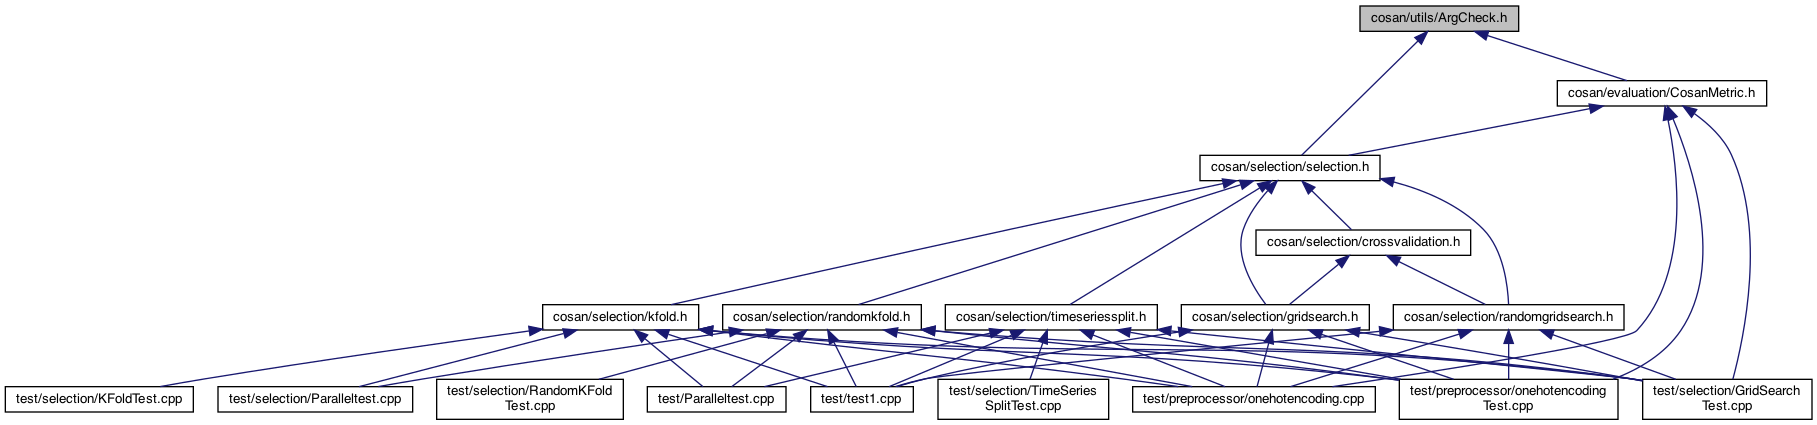 cosan/utils/ArgCheck.h
cosan/evaluation/CosanMetric.h
cosan/selection/selection.h
cosan/selection/crossvalidation.h
cosan/selection/kfold.h
cosan/selection/randomkfold.h
cosan/selection/timeseriessplit.h
cosan/selection/gridsearch.h
cosan/selection/randomgridsearch.h
test/selection/KFoldTest.cpp
test/selection/Paralleltest.cpp
test/selection/RandomKFold
Test.cpp
test/Paralleltest.cpp
test/test1.cpp
test/selection/TimeSeries
SplitTest.cpp
test/preprocessor/onehotencoding.cpp
test/preprocessor/onehotencoding
Test.cpp
test/selection/GridSearch
Test.cpp